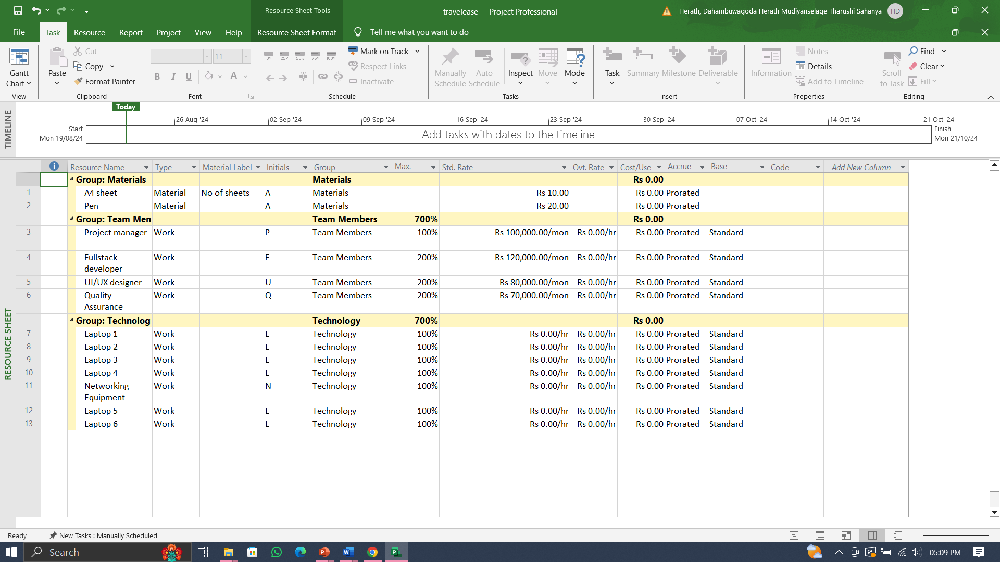 Resource Sheet Tools
travelease - Project Professional
Herath, Dahambuwagoda Herath Mudiyanselage Tharushi Sahanya HD
File Task Resource Report Project View Help Resource Sheet Format Tell me what you want to do
Gantt Chart
Paste
Cut
Copy
Format Painter
11
B I U A
0% 25% 50% 75% 100%
Mark on Track
Respect Links
Inactivate
Manually Schedule
Auto Schedule
Inspect
Move
Mode
Task
Summary
Milestone
Deliverable
Information
Notes
Details
Add to Timeline
Scroll to Task
Find
Clear
Fill
View Clipboard Font Schedule Tasks Insert Properties Editing
TIMELINE
Today
26 Aug '24 02 Sep '24 09 Sep '24 16 Sep '24 23 Sep '24 30 Sep '24 07 Oct '24 14 Oct '24 21 Oct '24
Start
Mon 19/08/24
Add tasks with dates to the timeline
Finish
Mon 21/10/24
RESOURCE SHEET
Resource Name Type Material Label Initials Group Max. Std. Rate Ovt. Rate Cost/Use Accrue Base Code Add New Column
Group: Materials Materials Rs 0.00
1 A4 sheet Material No of sheets A Materials Rs 10.00 Rs 0.00 Prorated
2 Pen Material A Materials Rs 20.00 Rs 0.00 Prorated
Group: Team Mem Team Members 700% Rs 0.00
3 Project manager Work P Team Members 100% Rs 100,000.00/mon Rs 0.00/hr Rs 0.00 Prorated Standard
4 Fullstack developer Work F Team Members 200% Rs 120,000.00/mon Rs 0.00/hr Rs 0.00 Prorated Standard
5 UI/UX designer Work U Team Members 200% Rs 80,000.00/mon Rs 0.00/hr Rs 0.00 Prorated Standard
6 Quality Assurance Work Q Team Members 200% Rs 70,000.00/mon Rs 0.00/hr Rs 0.00 Prorated Standard
Group: Technolog Technology 700% Rs 0.00
7 Laptop 1 Work L Technology 100% Rs 0.00/hr Rs 0.00/hr Rs 0.00 Prorated Standard
8 Laptop 2 Work L Technology 100% Rs 0.00/hr Rs 0.00/hr Rs 0.00 Prorated Standard
9 Laptop 3 Work L Technology 100% Rs 0.00/hr Rs 0.00/hr Rs 0.00 Prorated Standard
10 Laptop 4 Work L Technology 100% Rs 0.00/hr Rs 0.00/hr Rs 0.00 Prorated Standard
11 Networking Equipment Work N Technology 100% Rs 0.00/hr Rs 0.00/hr Rs 0.00 Prorated Standard
12 Laptop 5 Work L Technology 100% Rs 0.00/hr Rs 0.00/hr Rs 0.00 Prorated Standard
13 Laptop 6 Work L Technology 100% Rs 0.00/hr Rs 0.00/hr Rs 0.00 Prorated Standard
Ready New Tasks : Manually Scheduled
Search 05:09 PM